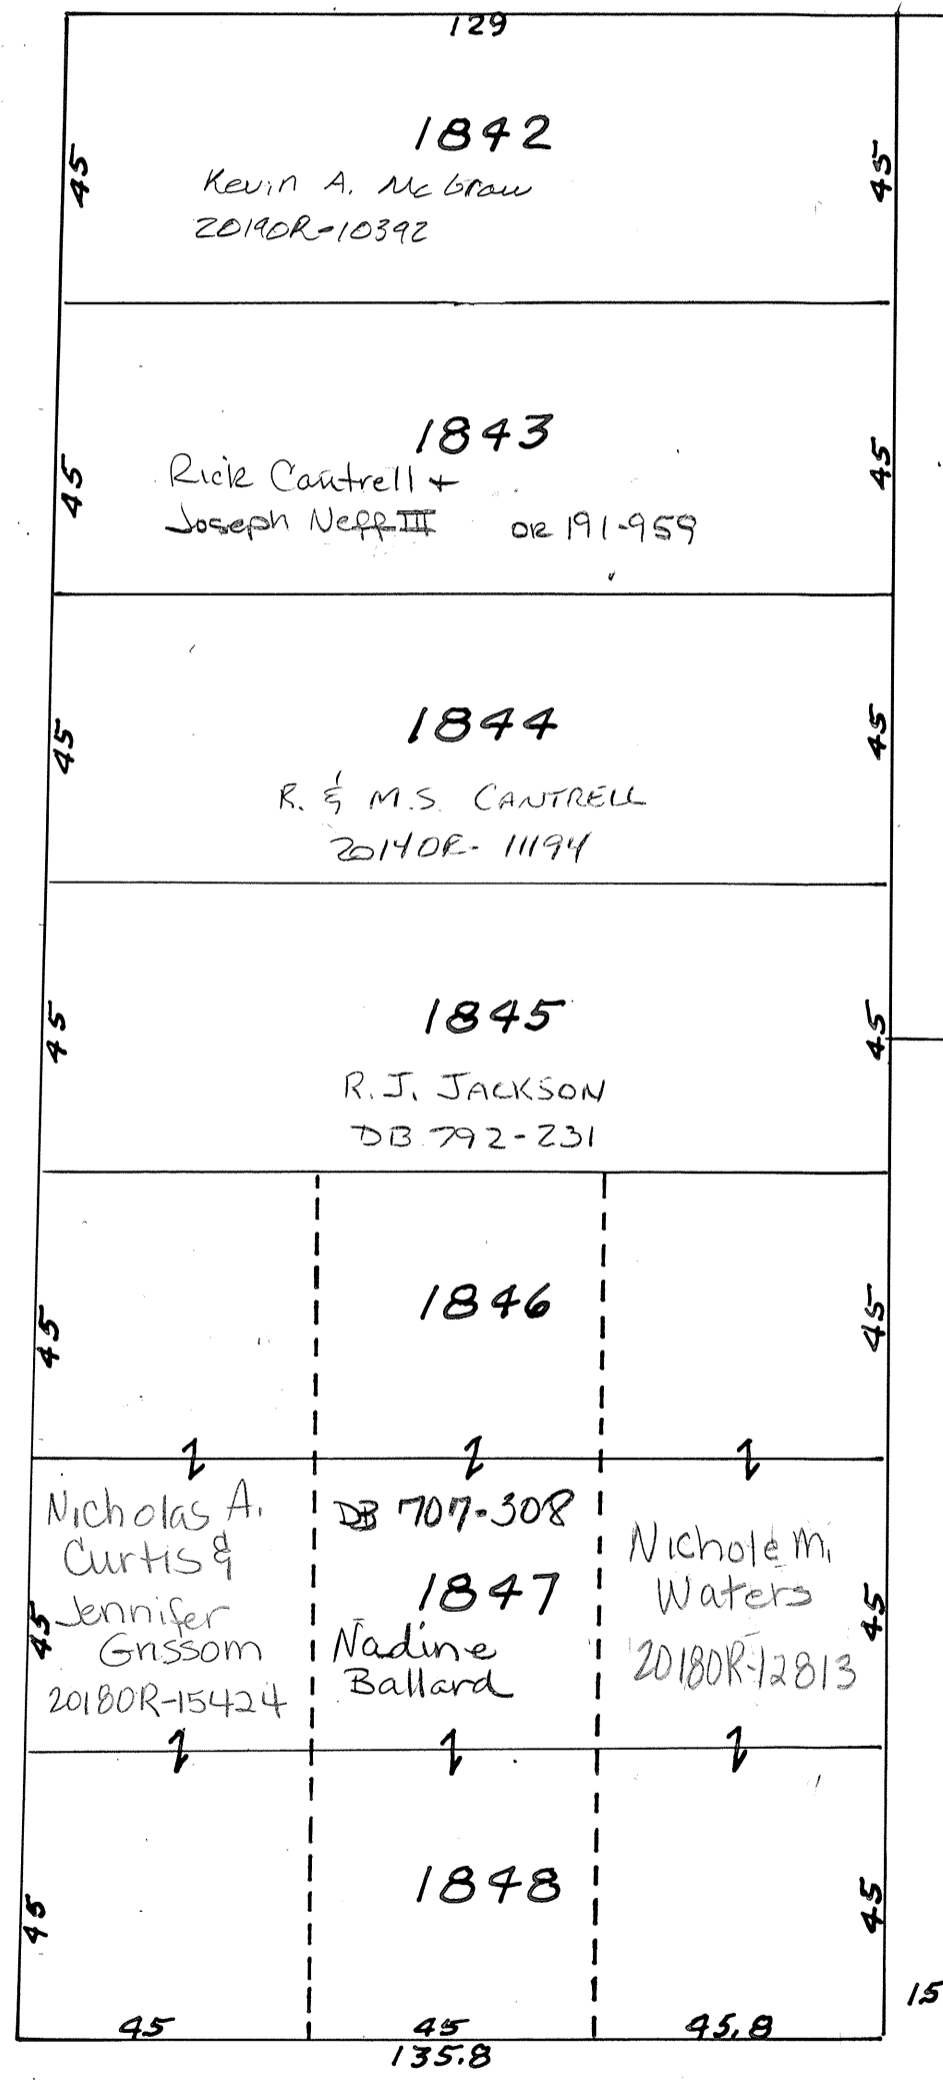 129
1842
45
45
Kevin A. McGraw
2019OR-10392
1843
45
45
Rick Cantrell +
Joseph Neff III OR 191-959
1844
45
45
R. & M.S. CANTRELL
2014OR-11194
1845
45
45
R.J. JACKSON
DB 792-231
1846
45
45
Nicholas A.
Curtis &
Jennifer
Grissom
2018OR-15424
45
DB 707-308
1847
Nadine
Ballard
Nichole M.
Waters
2018OR-12813
45
1848
45
45
15
45
45
45.8
135.8